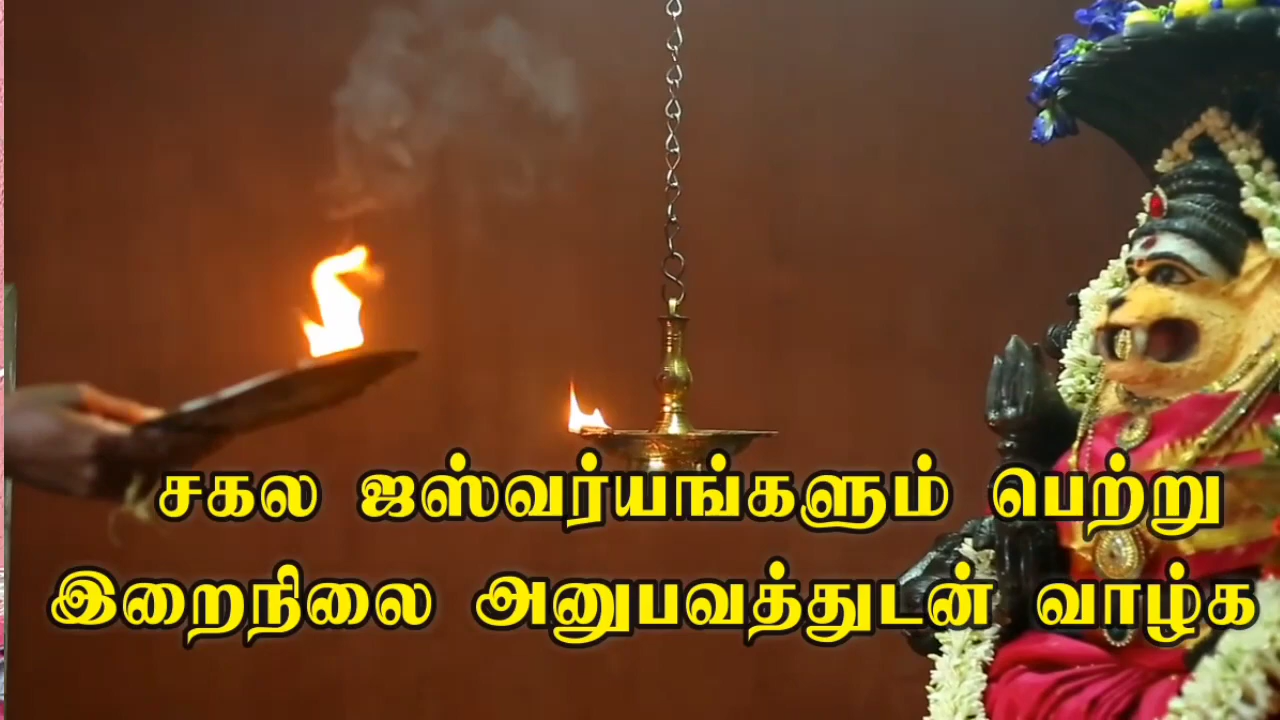 சகல ஐஸ்வர்யங்களும் பெற்று
இறைநிலை அனுபவத்துடன் வாழ்க